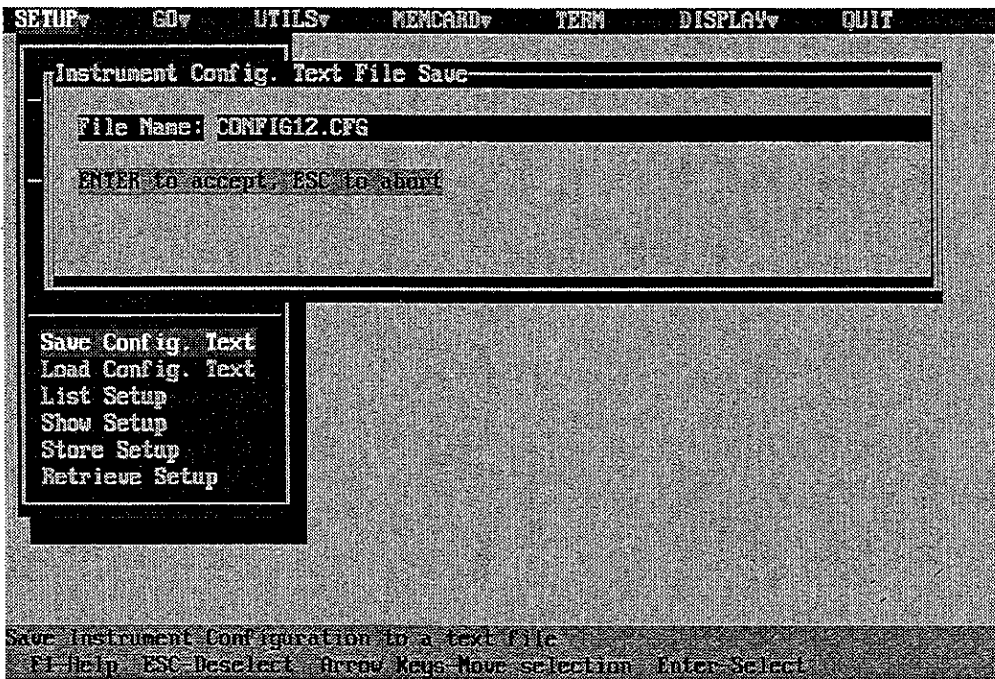 SETUP▼ GO▼ UTILS▼ MEMCARD▼ TERM DISPLAY▼ QUIT
Instrument Config. Text File Save
File Name: CONFIG12.CFG
ENTER to accept, ESC to abort
Save Config. Text
Load Config. Text
List Setup
Show Setup
Store Setup
Retrieve Setup
Save Instrument Configuration to a text file
F1-Help ESC-Deselect Arrow Keys-Move selection Enter-Select